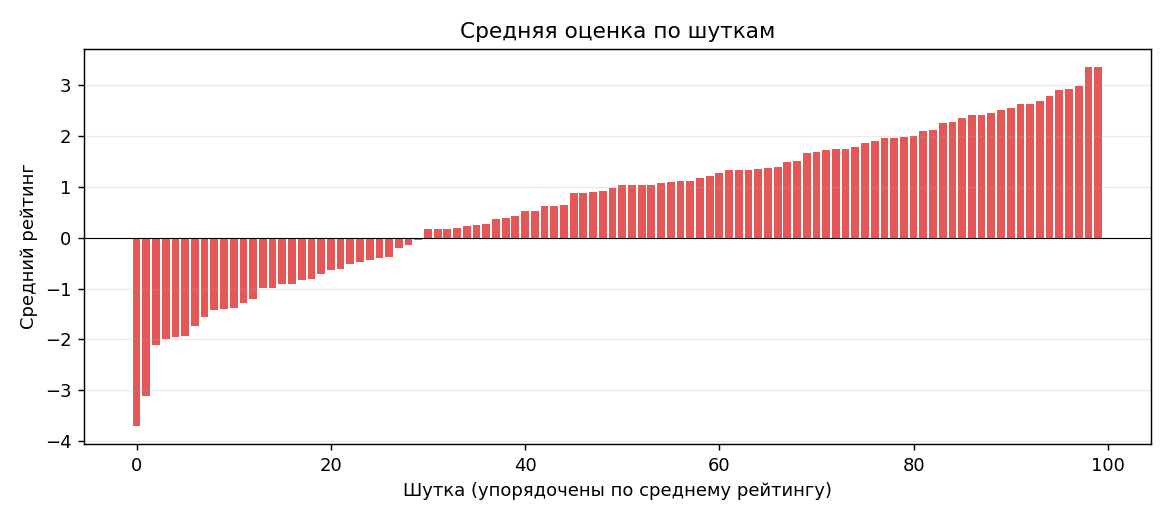 Средняя оценка по шуткам
Средний рейтинг
3
2
1
0
−1
−2
−3
−4
0 20 40 60 80 100
Шутка (упорядочены по среднему рейтингу)